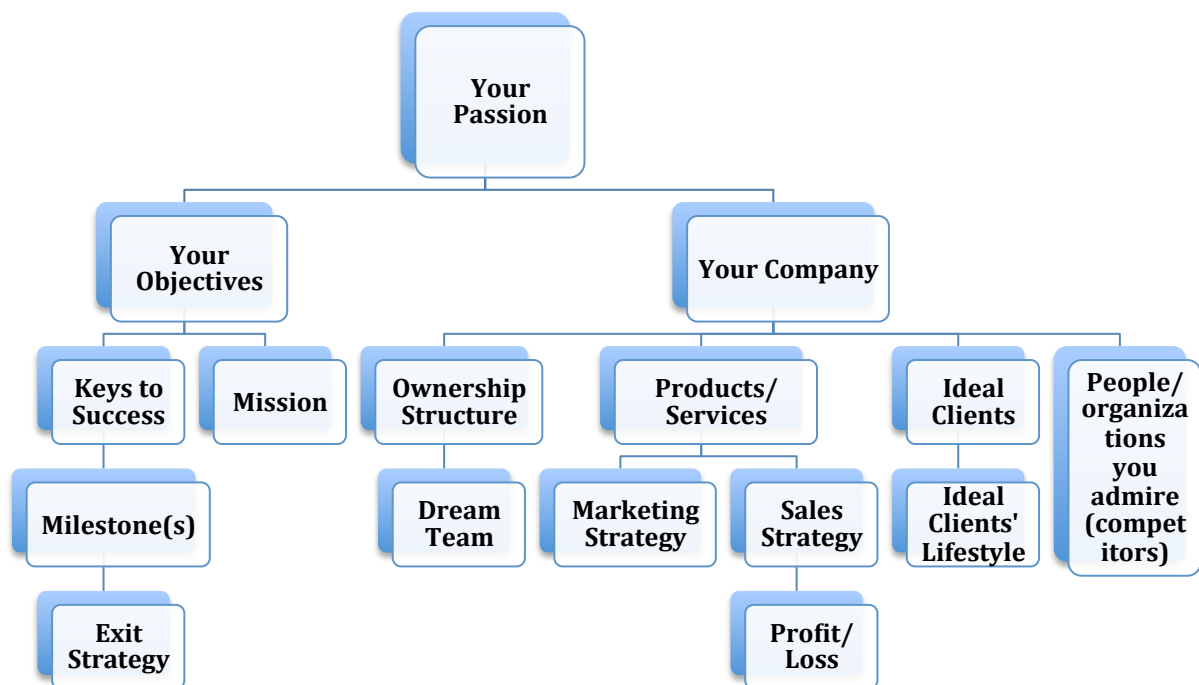 Your
Passion
Your
Objectives
Your Company
Keys to
Success
Mission
Ownership
Structure
Products/
Services
Ideal
Clients
People/
organiza
tions
you
admire
(compet
itors)
Milestone(s)
Dream
Team
Marketing
Strategy
Sales
Strategy
Ideal
Clients'
Lifestyle
Exit
Strategy
Profit/
Loss